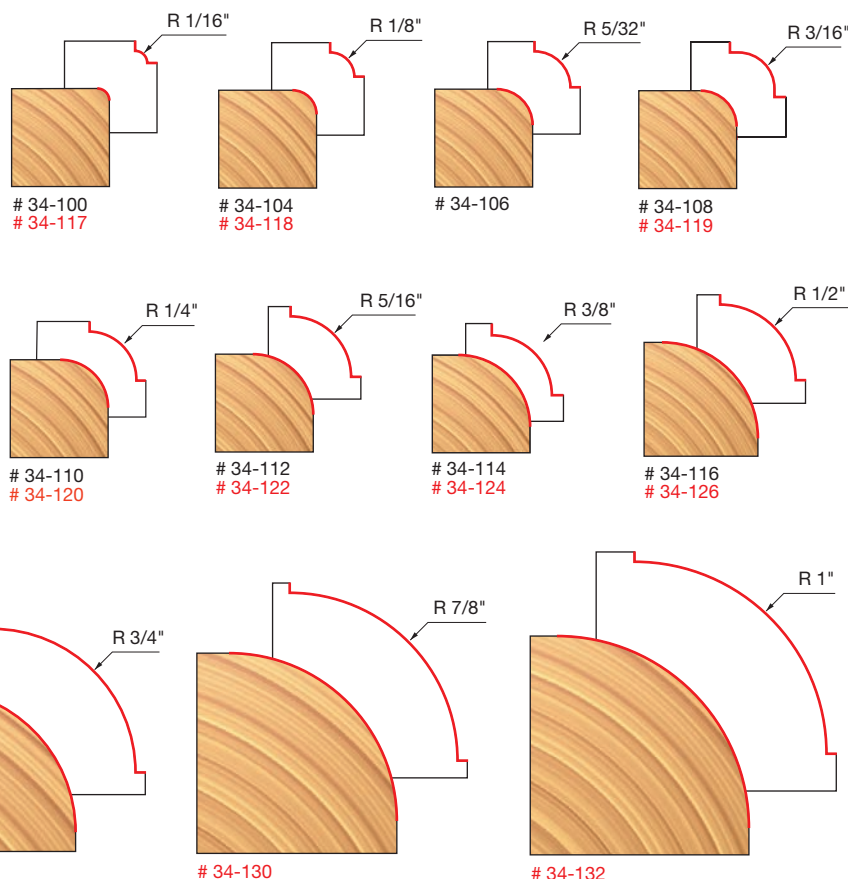 R 1/16"
R 1/8"
R 5/32"
R 3/16"
# 34-100
# 34-117
# 34-104
# 34-118
# 34-106
# 34-108
# 34-119
R 1/4"
R 5/16"
R 3/8"
R 1/2"
# 34-110
# 34-120
# 34-112
# 34-122
# 34-114
# 34-124
# 34-116
# 34-126
R 3/4"
R 7/8"
R 1"
# 34-130
# 34-132